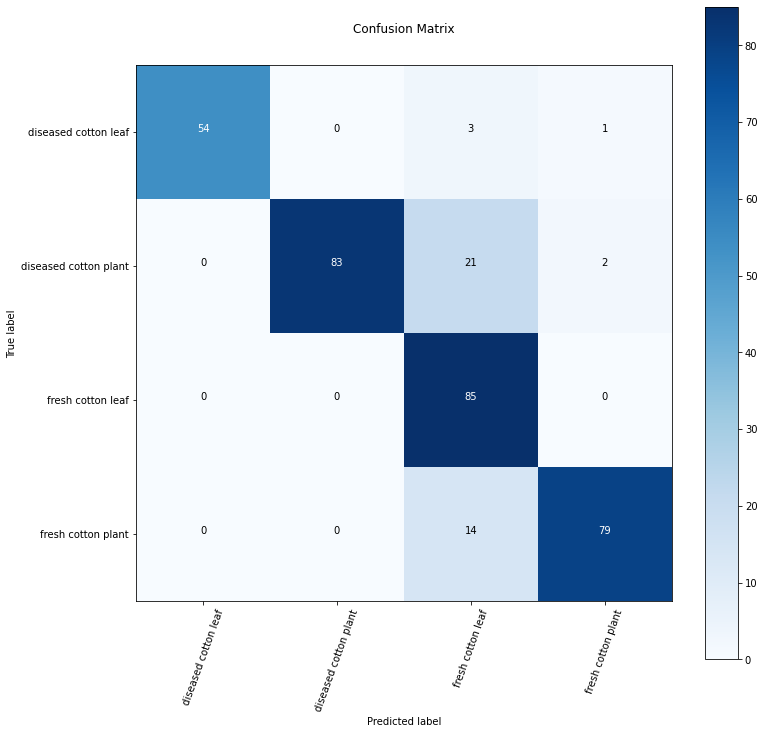 Confusion Matrix
True label
diseased cotton leaf 54 0 3 1
diseased cotton plant 0 83 21 2
fresh cotton leaf 0 0 85 0
fresh cotton plant 0 0 14 79
diseased cotton leaf
diseased cotton plant
fresh cotton leaf
fresh cotton plant
Predicted label
80
70
60
50
40
30
20
10
0